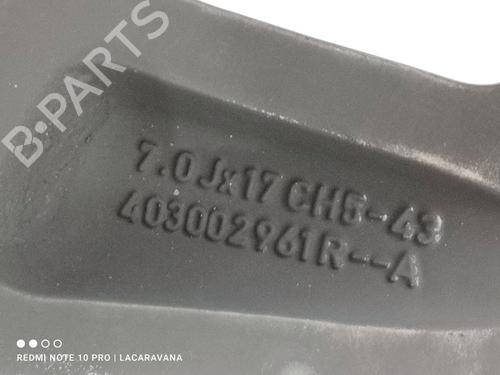 B-PARTS
7.0Jx17 CH5-43
403002961R--A
REDMI NOTE 10 PRO | LACARAVANA